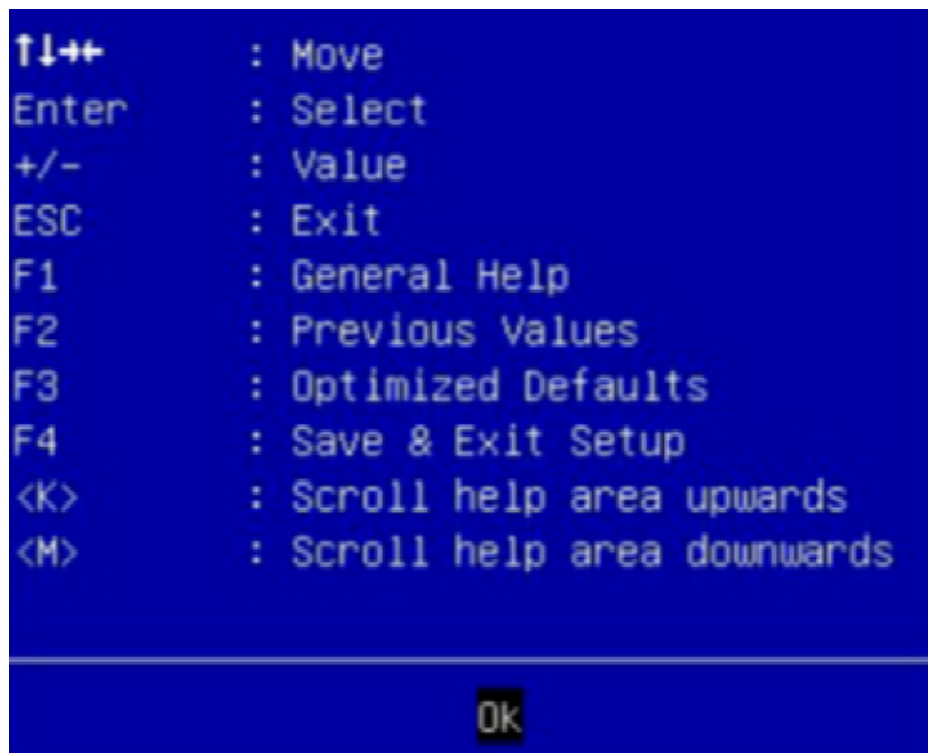 ↑↓→← : Move
Enter : Select
+/- : Value
ESC : Exit
F1 : General Help
F2 : Previous Values
F3 : Optimized Defaults
F4 : Save & Exit Setup
<K> : Scroll help area upwards
<M> : Scroll help area downwards
Ok